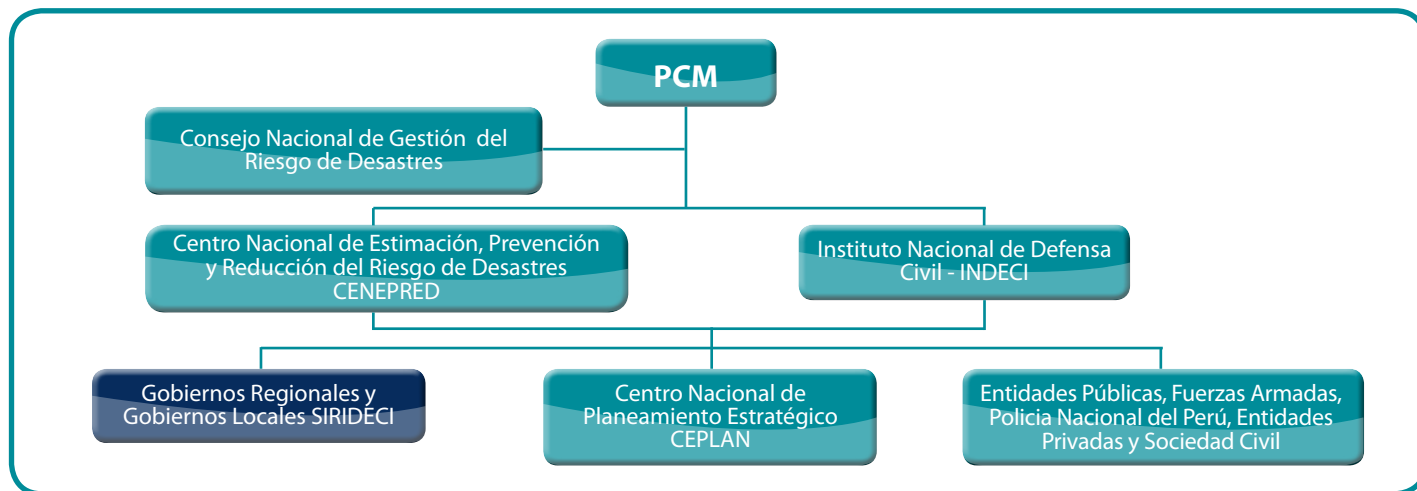 PCM
Consejo Nacional de Gestión del
Riesgo de Desastres
Centro Nacional de Estimación, Prevención
y Reducción del Riesgo de Desastres
CENEPRED
Instituto Nacional de Defensa
Civil - INDECI
Gobiernos Regionales y
Gobiernos Locales SIRIDECI
Centro Nacional de
Planeamiento Estratégico
CEPLAN
Entidades Públicas, Fuerzas Armadas,
Policia Nacional del Perú, Entidades
Privadas y Sociedad Civil